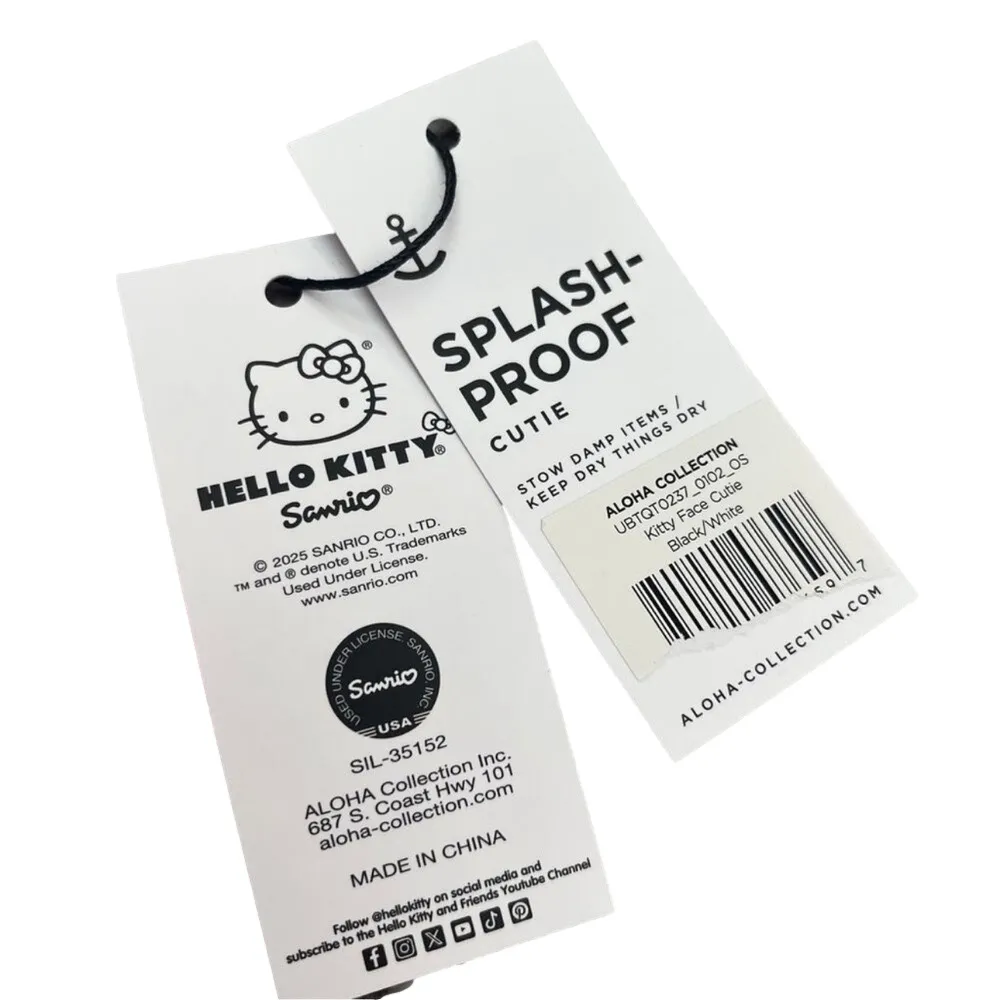 HELLO KITTY®
Sanrio®
© 2025 SANRIO CO., LTD.
TM and ® denote U.S. Trademarks
Used Under License.
www.sanrio.com
USED UNDER LICENSE. SANRIO, INC.
Sanrio
USA
SIL-35152
ALOHA Collection Inc.
687 S. Coast Hwy 101
aloha-collection.com
MADE IN CHINA
Follow @hellokitty on social media and
subscribe to the Hello Kitty and Friends Youtube Channel
SPLASH-
PROOF
CUTIE
STOW DAMP ITEMS /
KEEP DRY THINGS DRY
ALOHA COLLECTION
UBTQT0237_0102_OS
Kitty Face Cutie
Black/White
ALOHA-COLLECTION.COM